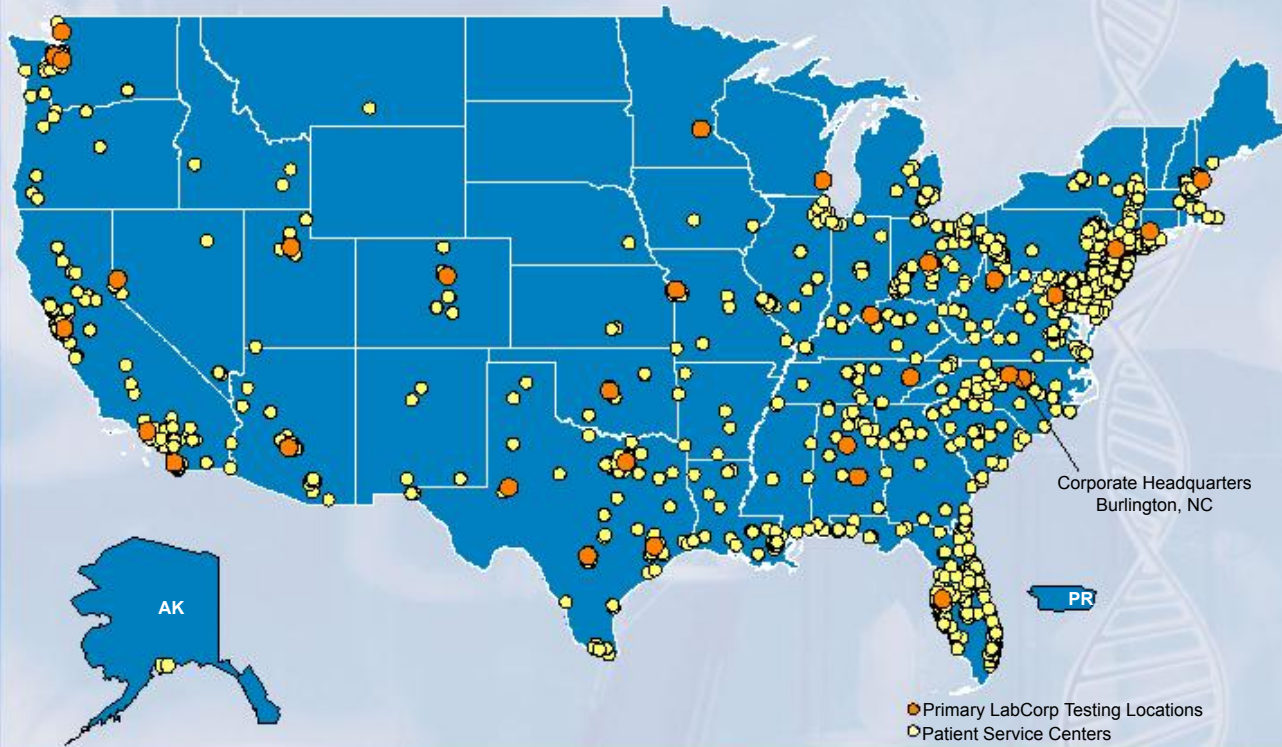 Corporate Headquarters
Burlington, NC
AK
PR
Primary LabCorp Testing Locations
Patient Service Centers